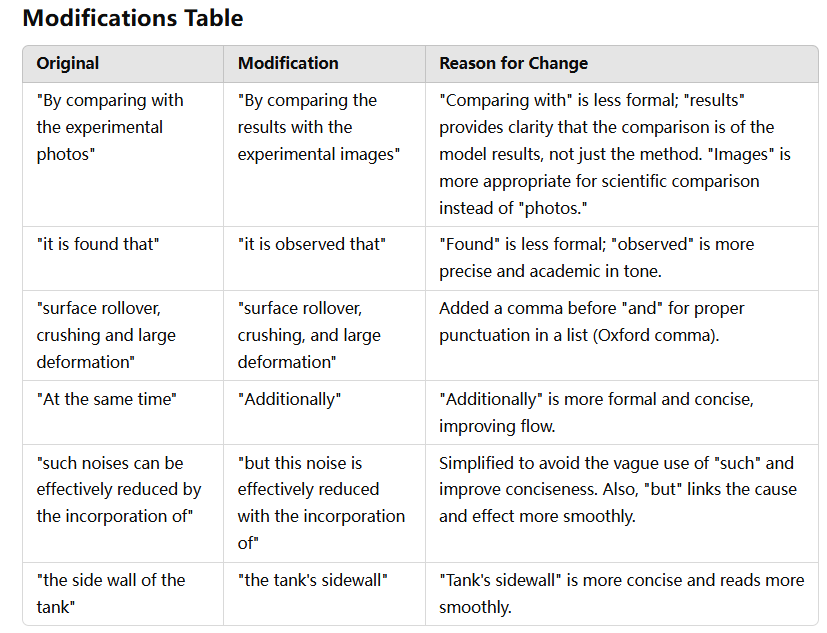 Modifications Table
Original
Modification
Reason for Change
"By comparing with
the experimental
photos"
"By comparing the
results with the
experimental images"
"Comparing with" is less formal; "results"
provides clarity that the comparison is of the
model results, not just the method. "Images" is
more appropriate for scientific comparison
instead of "photos."
"it is found that"
"it is observed that"
"Found" is less formal; "observed" is more
precise and academic in tone.
"surface rollover,
crushing and large
deformation"
"surface rollover,
crushing, and large
deformation"
Added a comma before "and" for proper
punctuation in a list (Oxford comma).
"At the same time"
"Additionally"
"Additionally" is more formal and concise,
improving flow.
"such noises can be
effectively reduced by
the incorporation of"
"but this noise is
effectively reduced
with the incorporation
of"
Simplified to avoid the vague use of "such" and
improve conciseness. Also, "but" links the cause
and effect more smoothly.
"the side wall of the
tank"
"the tank's sidewall"
"Tank's sidewall" is more concise and reads more
smoothly.